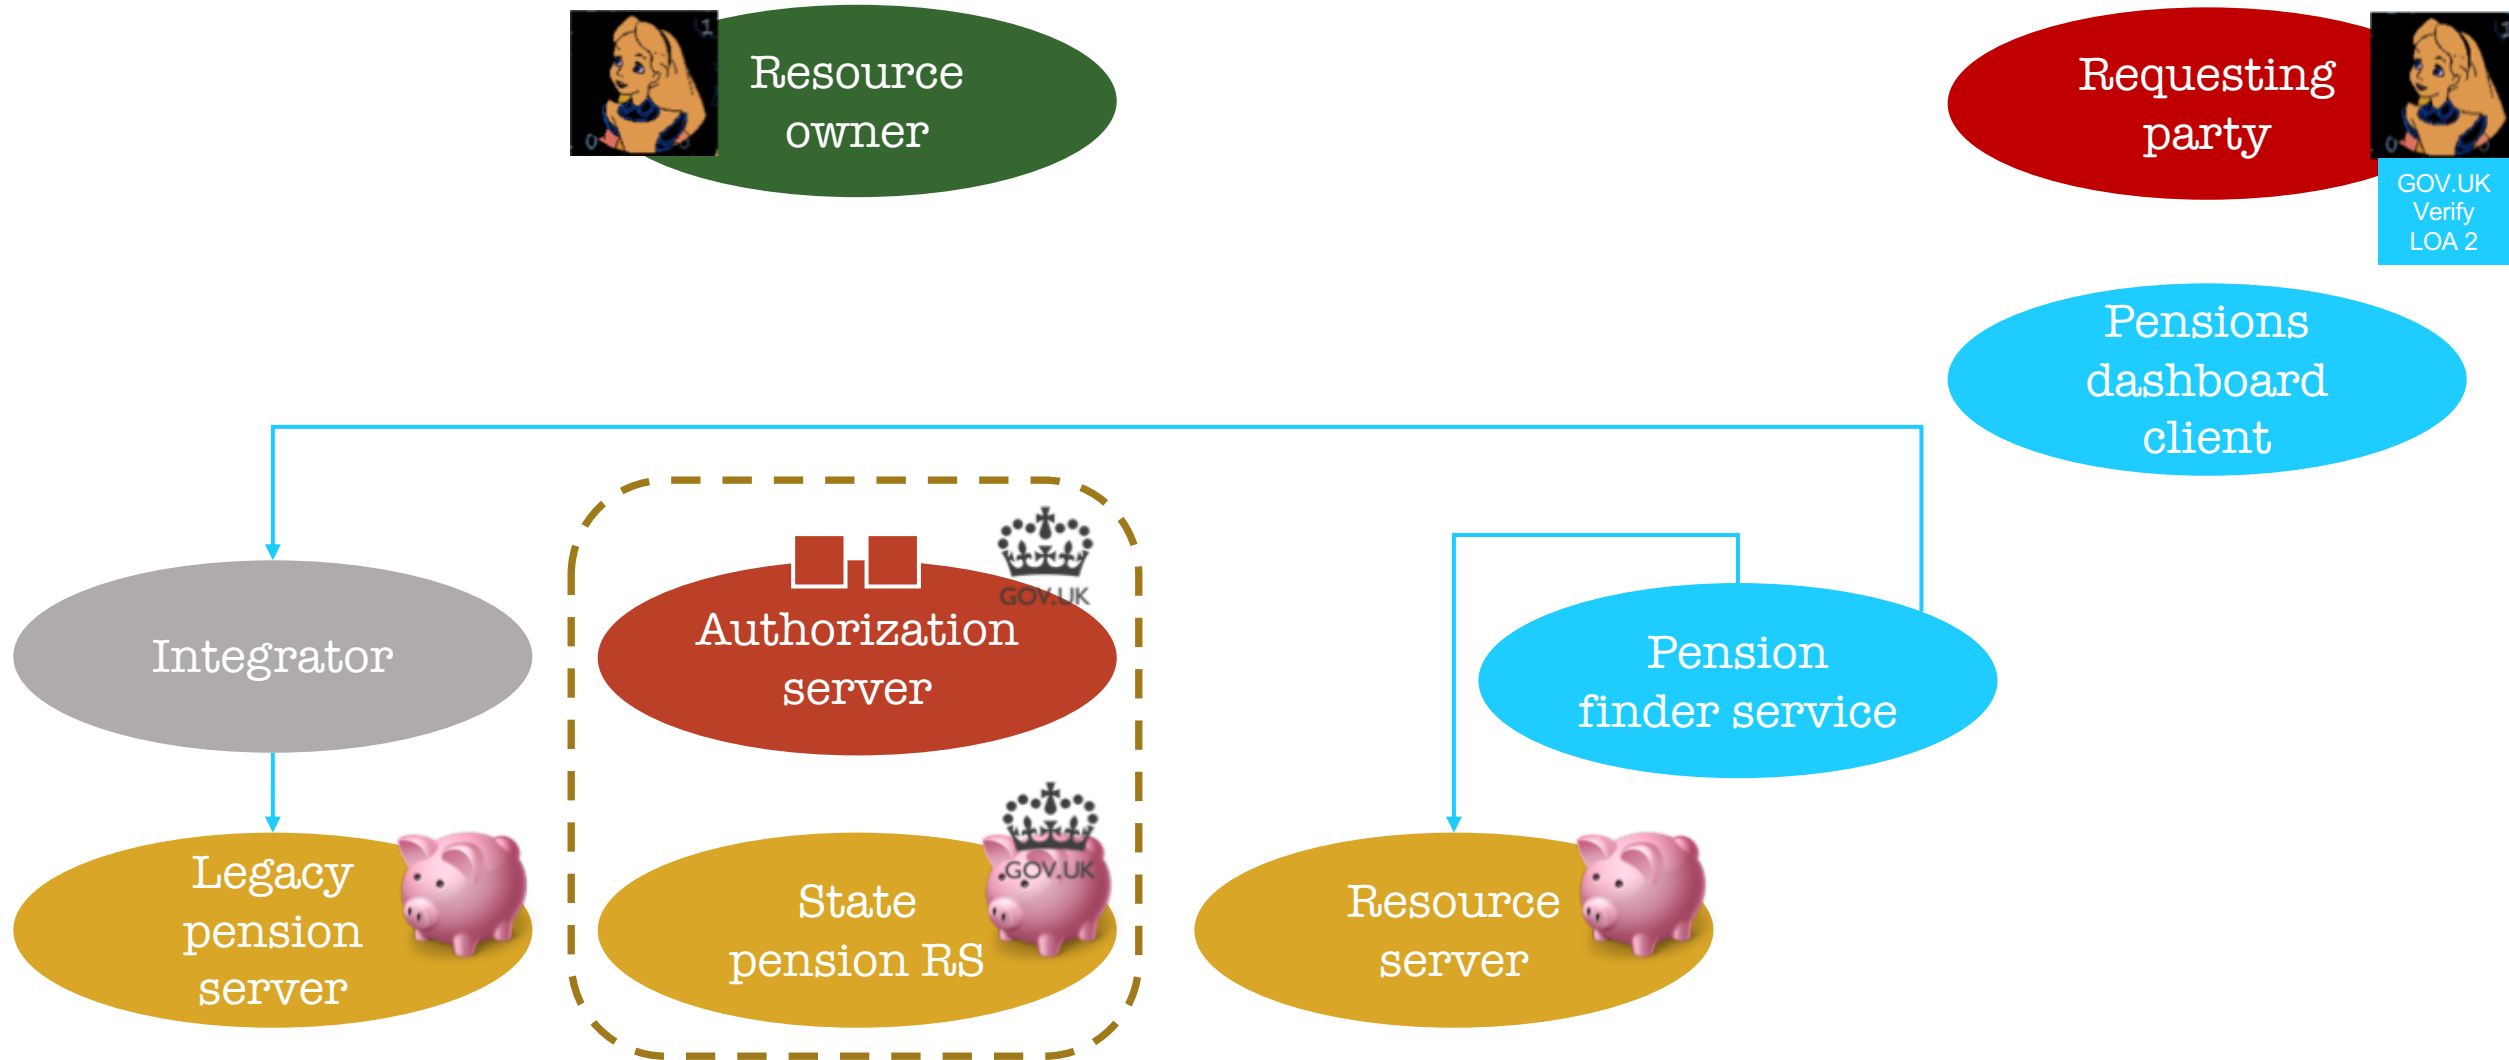 Resource
owner
Requesting
party
GOV.UK
Verify
LOA 2
Pensions
dashboard
client
Integrator
GOV.UK
Authorization
server
Pension
finder service
Legacy
pension
server
GOV.UK
State
pension RS
Resource
server